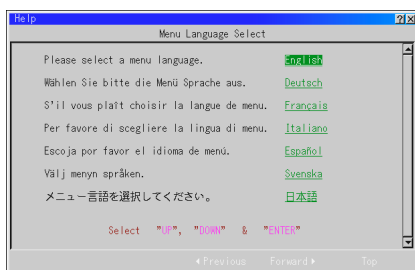 Help
Menu Language Select
Please select a menu language. English
Wählen Sie bitte die Menü Sprache aus. Deutsch
S'il vous plaît choisir la langue de menu. Français
Per favore di scegliere la lingua di menu. Italiano
Escoja por favor el idioma de menú. Español
Välj menyn språken. Svenska
メニュー言語を選択してください。 日本語
Select "UP", "DOWN" & "ENTER"
Previous Forward Top